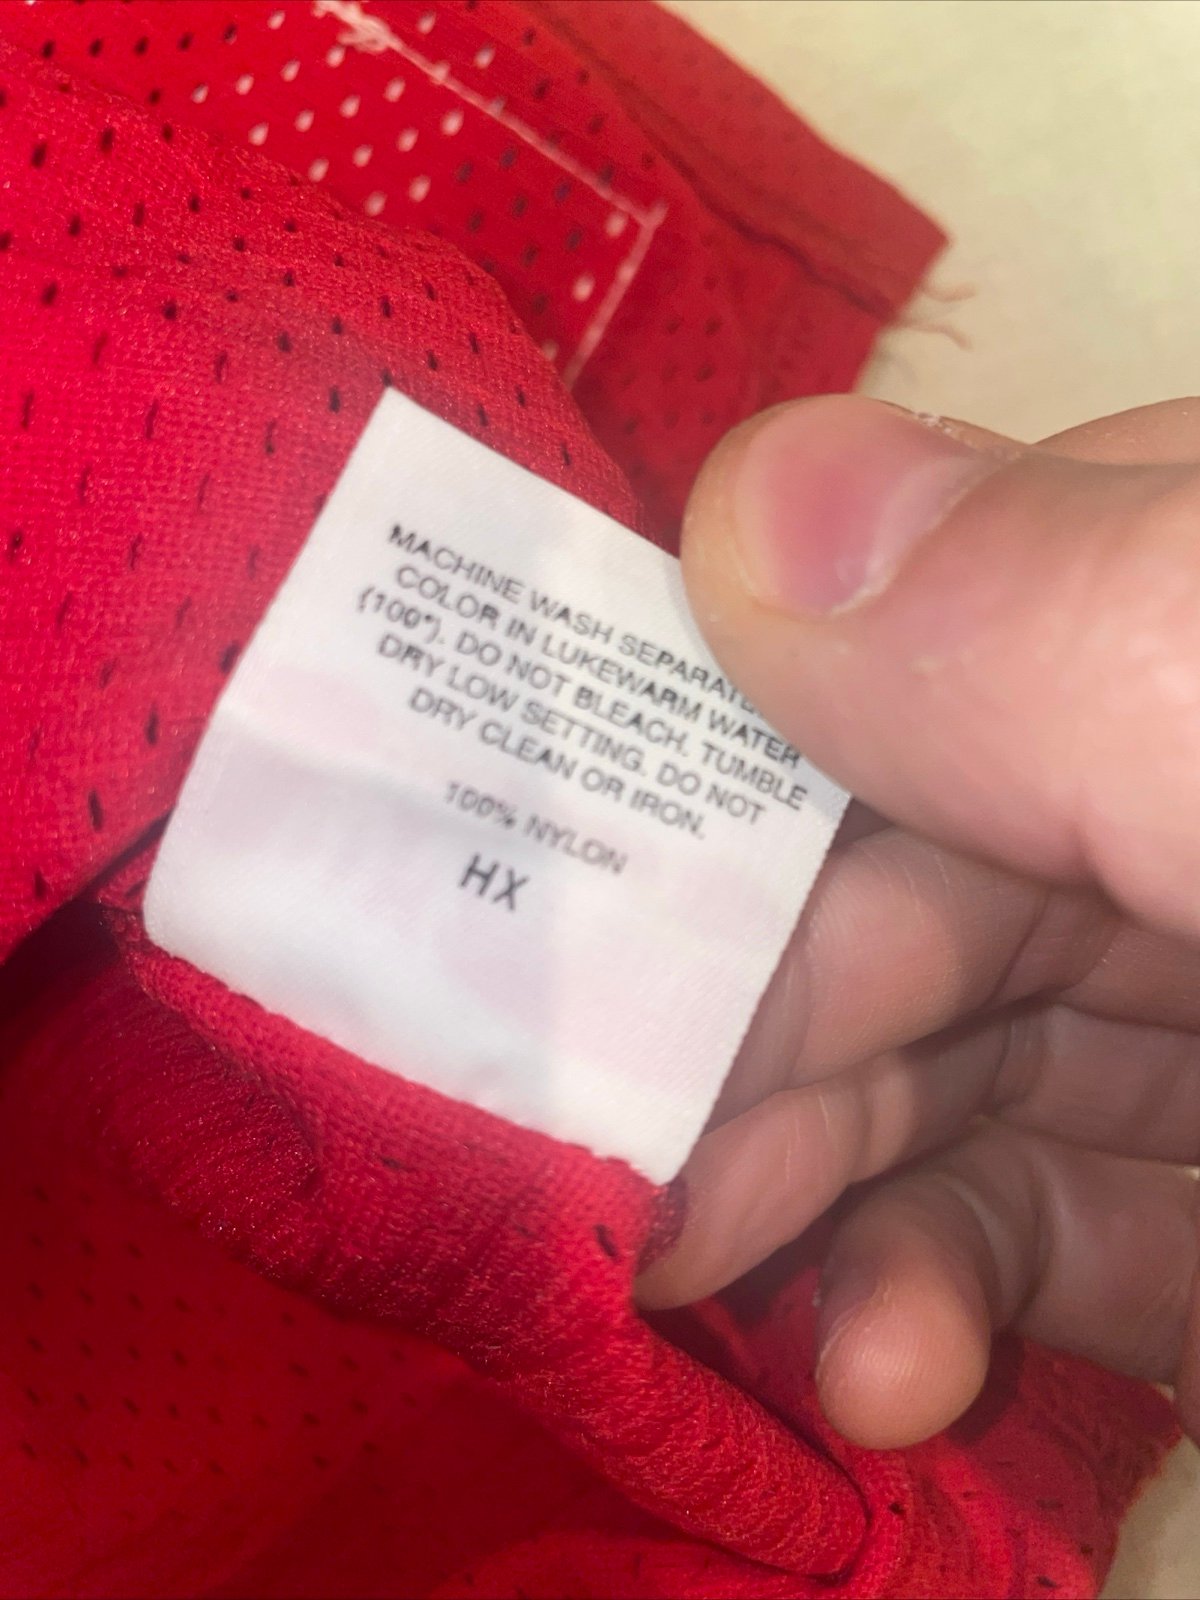 MACHINE WASH SEPARATE
COLOR IN LUKEWARM WATER
(100°). DO NOT BLEACH. TUMBLE
DRY LOW SETTING. DO NOT
DRY CLEAN OR IRON.
100% NYLON
HX